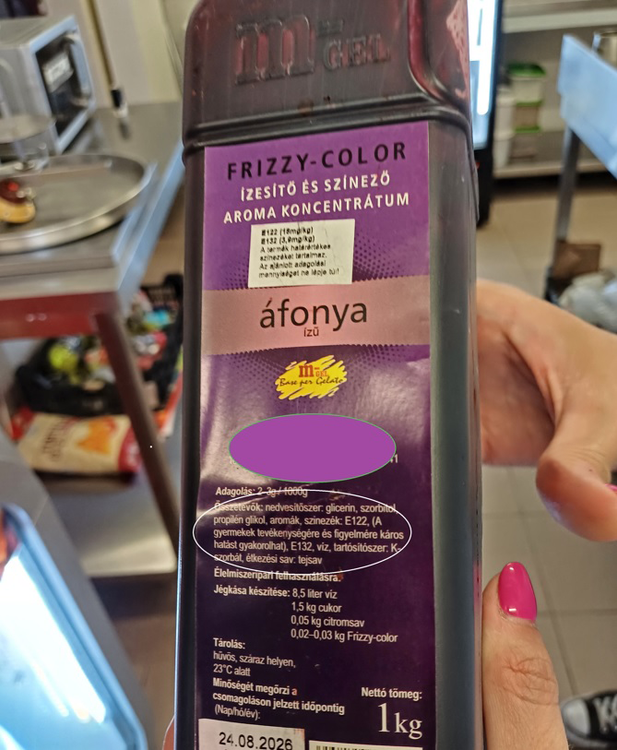 m-GEL
FRIZZY-COLOR
ÍZESÍTŐ ÉS SZÍNEZŐ
AROMA KONCENTRÁTUM
E122 (18mg/kg)
E132 (3,9mg/kg)
A termék határértékes
színezéket tartalmaz.
Az ajánlott adagolási
mennyiséget ne lépje túl!
áfonya
ízű
m-GEL
Base per Gelato
Adagolás: 2-3g / 1000g
Összetevők: nedvesítőszer: glicerin, szorbitol
propilén glikol, aromák, színezék: E122, (A
gyermekek tevékenységére és figyelmére káros
hatást gyakorolhat), E132, víz, tartósítószer: K-
szorbát, étkezési sav: tejsav
Élelmiszeripari felhasználásra.
Jégkása készítése: 8,5 liter víz
1,5 kg cukor
0,05 kg citromsav
0,02–0,03 kg Frizzy-color
Tárolás:
hűvös, száraz helyen,
23°C alatt
Minőségét megőrzi a
csomagoláson jelzett időpontig
(Nap/hó/év):
Nettó tömeg:
1kg
24.08.2026